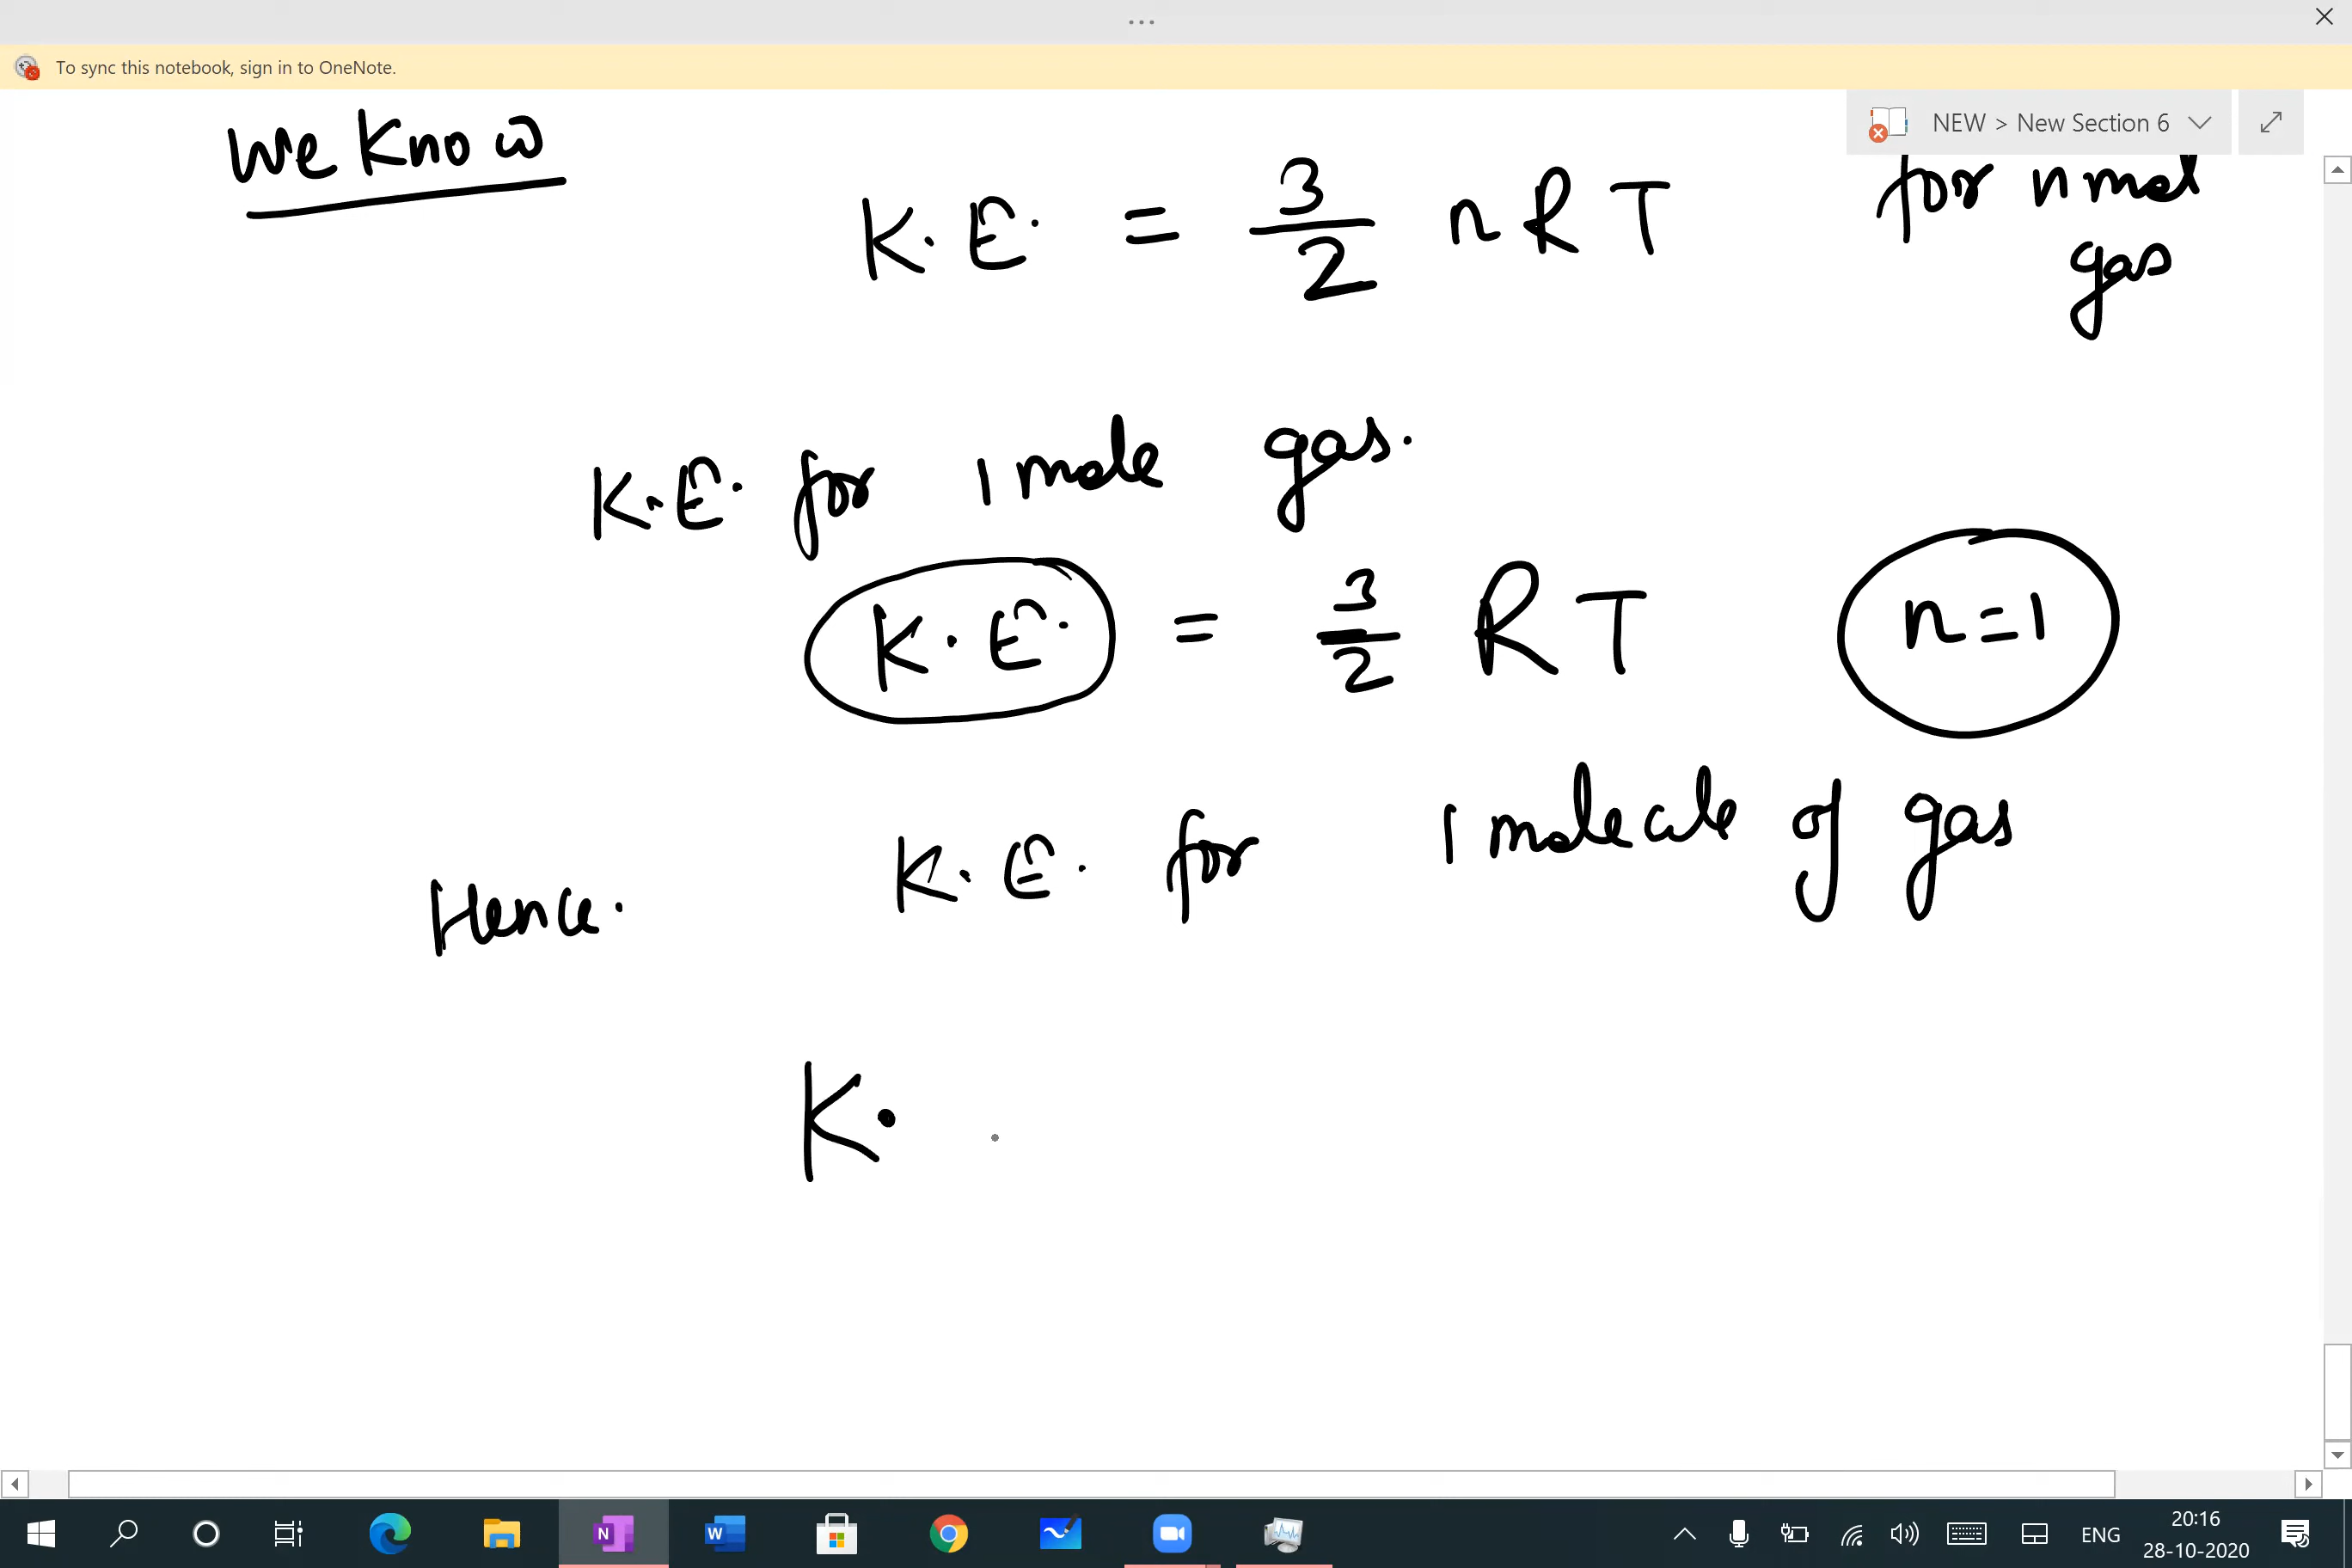 To sync this notebook, sign in to OneNote.
NEW > New Section 6
We Know
K.E. = 3/2 nRT for n mol gas
K.E. for 1 mole gas.
K.E. = 3/2 RT n=1
Hence. K.E. for 1 molecule of gas
K.
ENG
20:16
28-10-2020